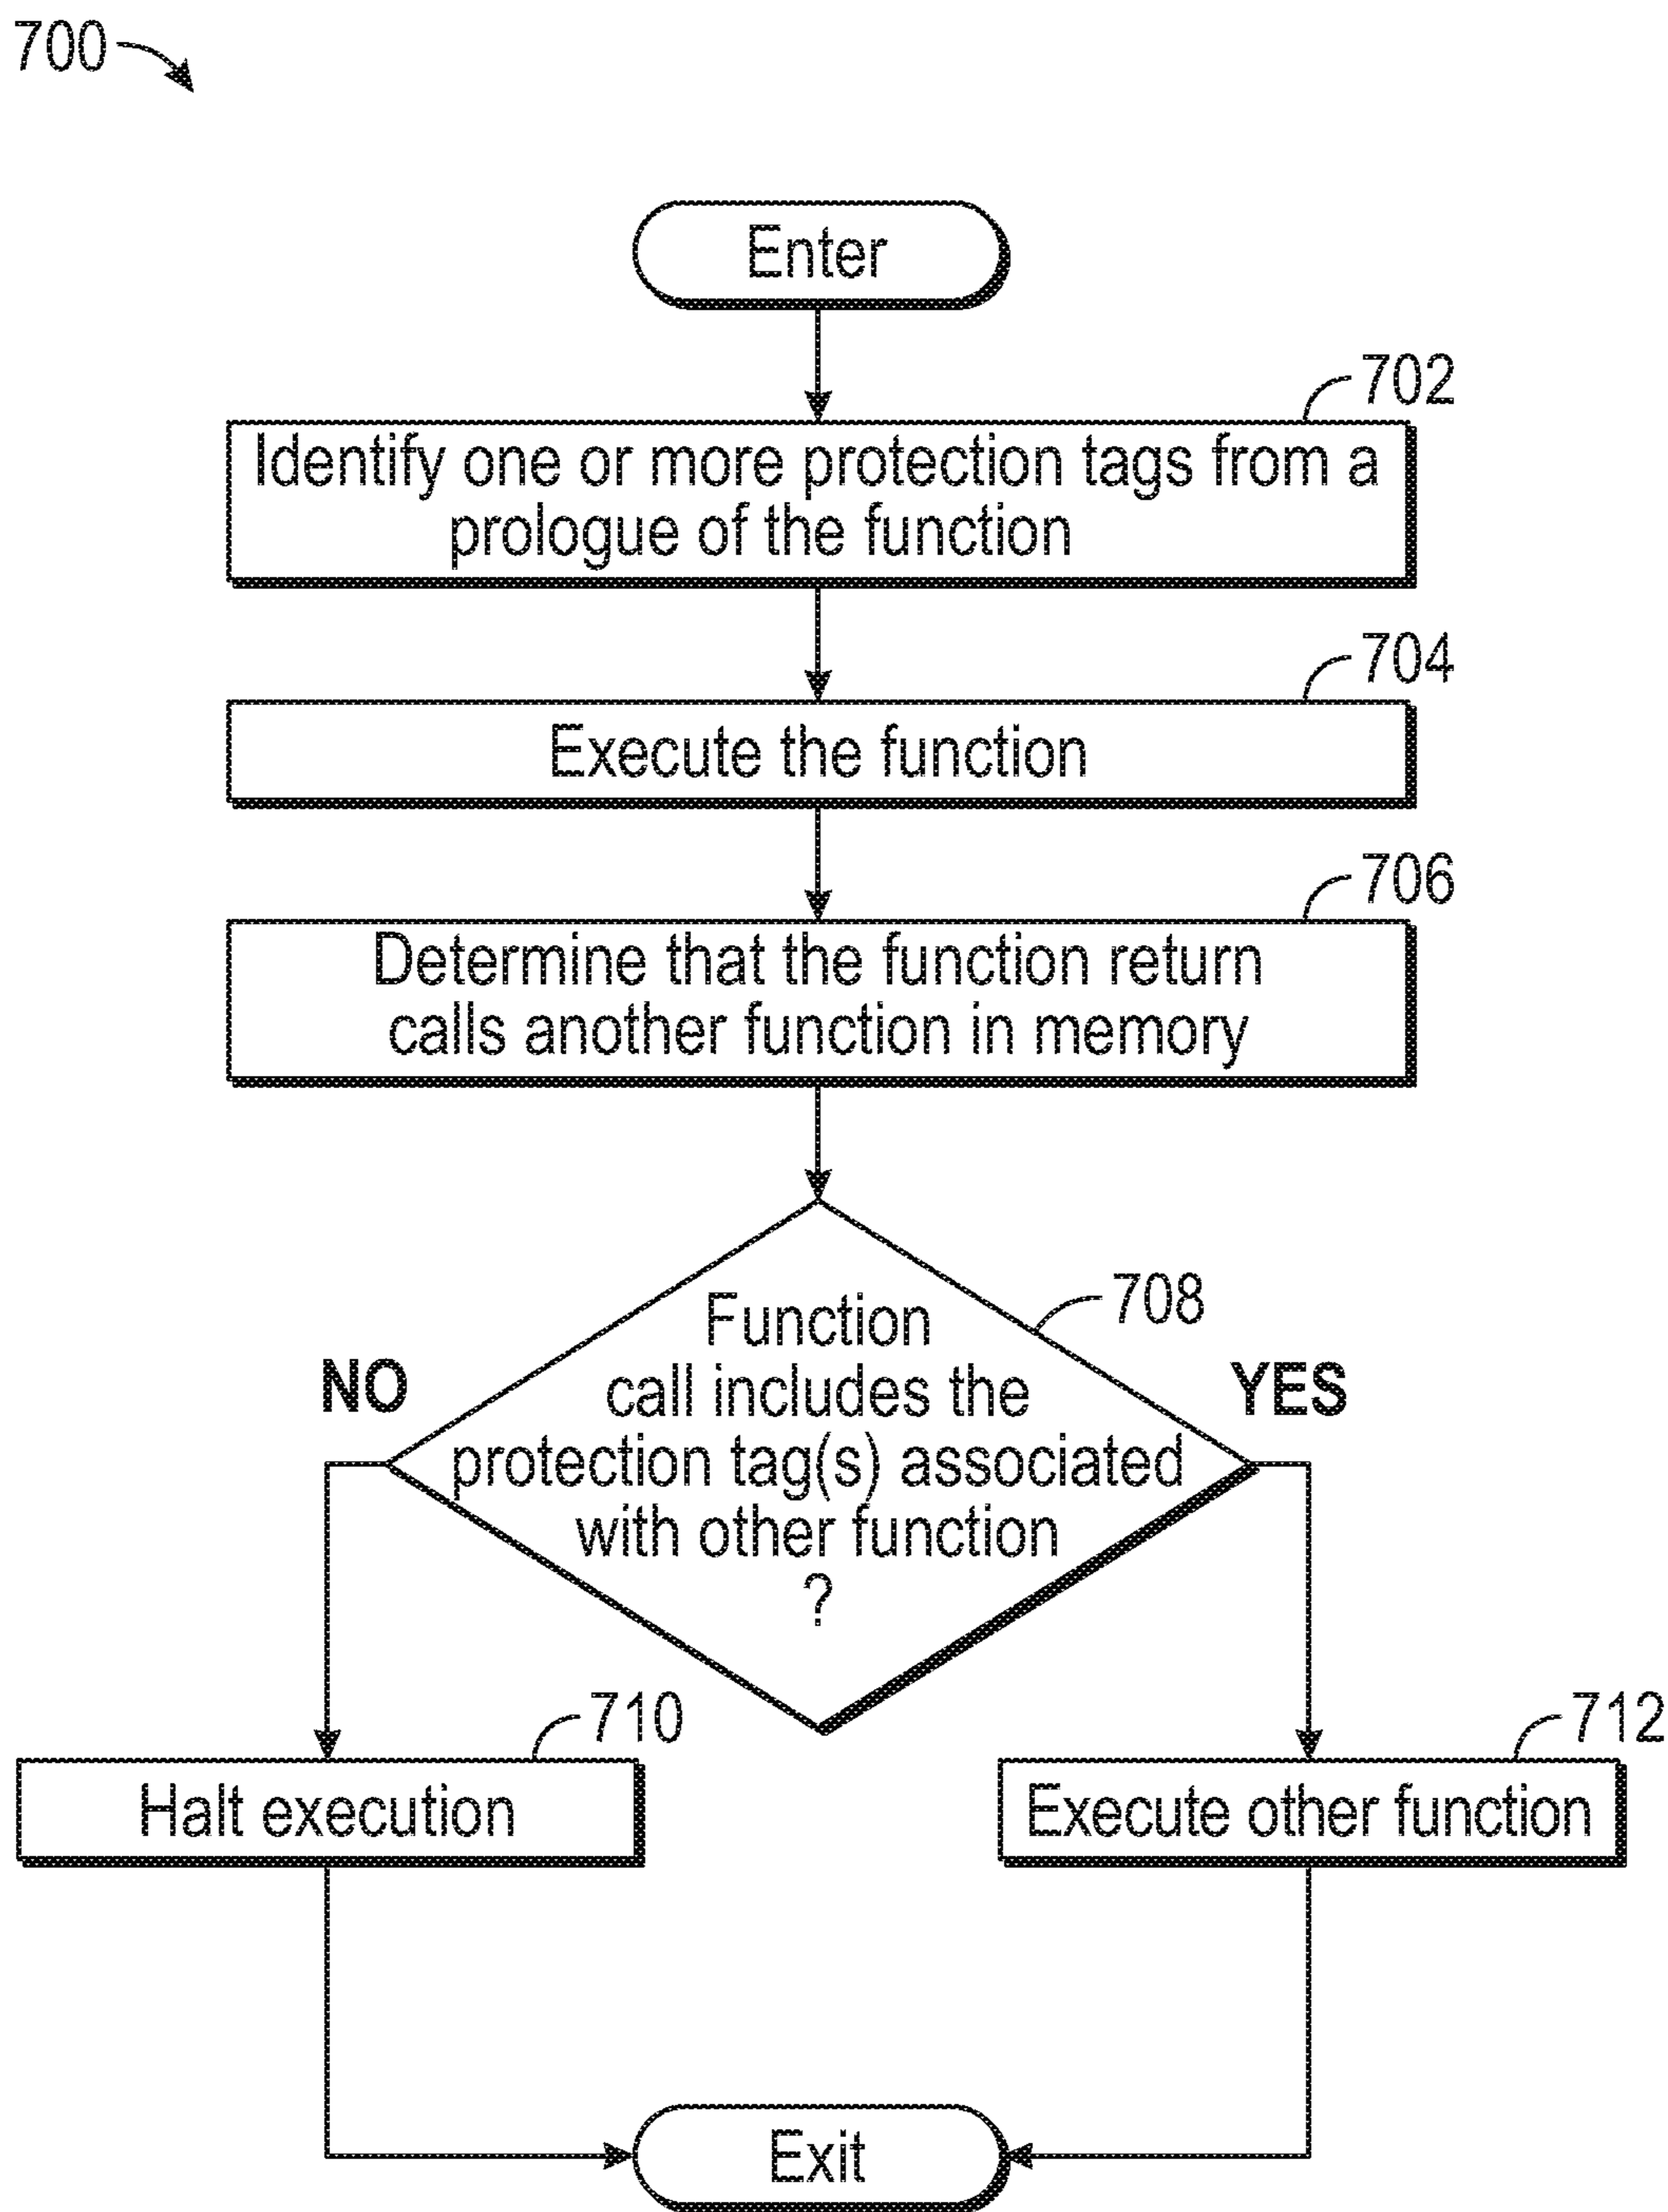 700
Enter
702
Identify one or more protection tags from a
prologue of the function
704
Execute the function
706
Determine that the function return
calls another function in memory
708
Function
call includes the
protection tag(s) associated
with other function
?
NO
YES
710
Halt execution
712
Execute other function
Exit